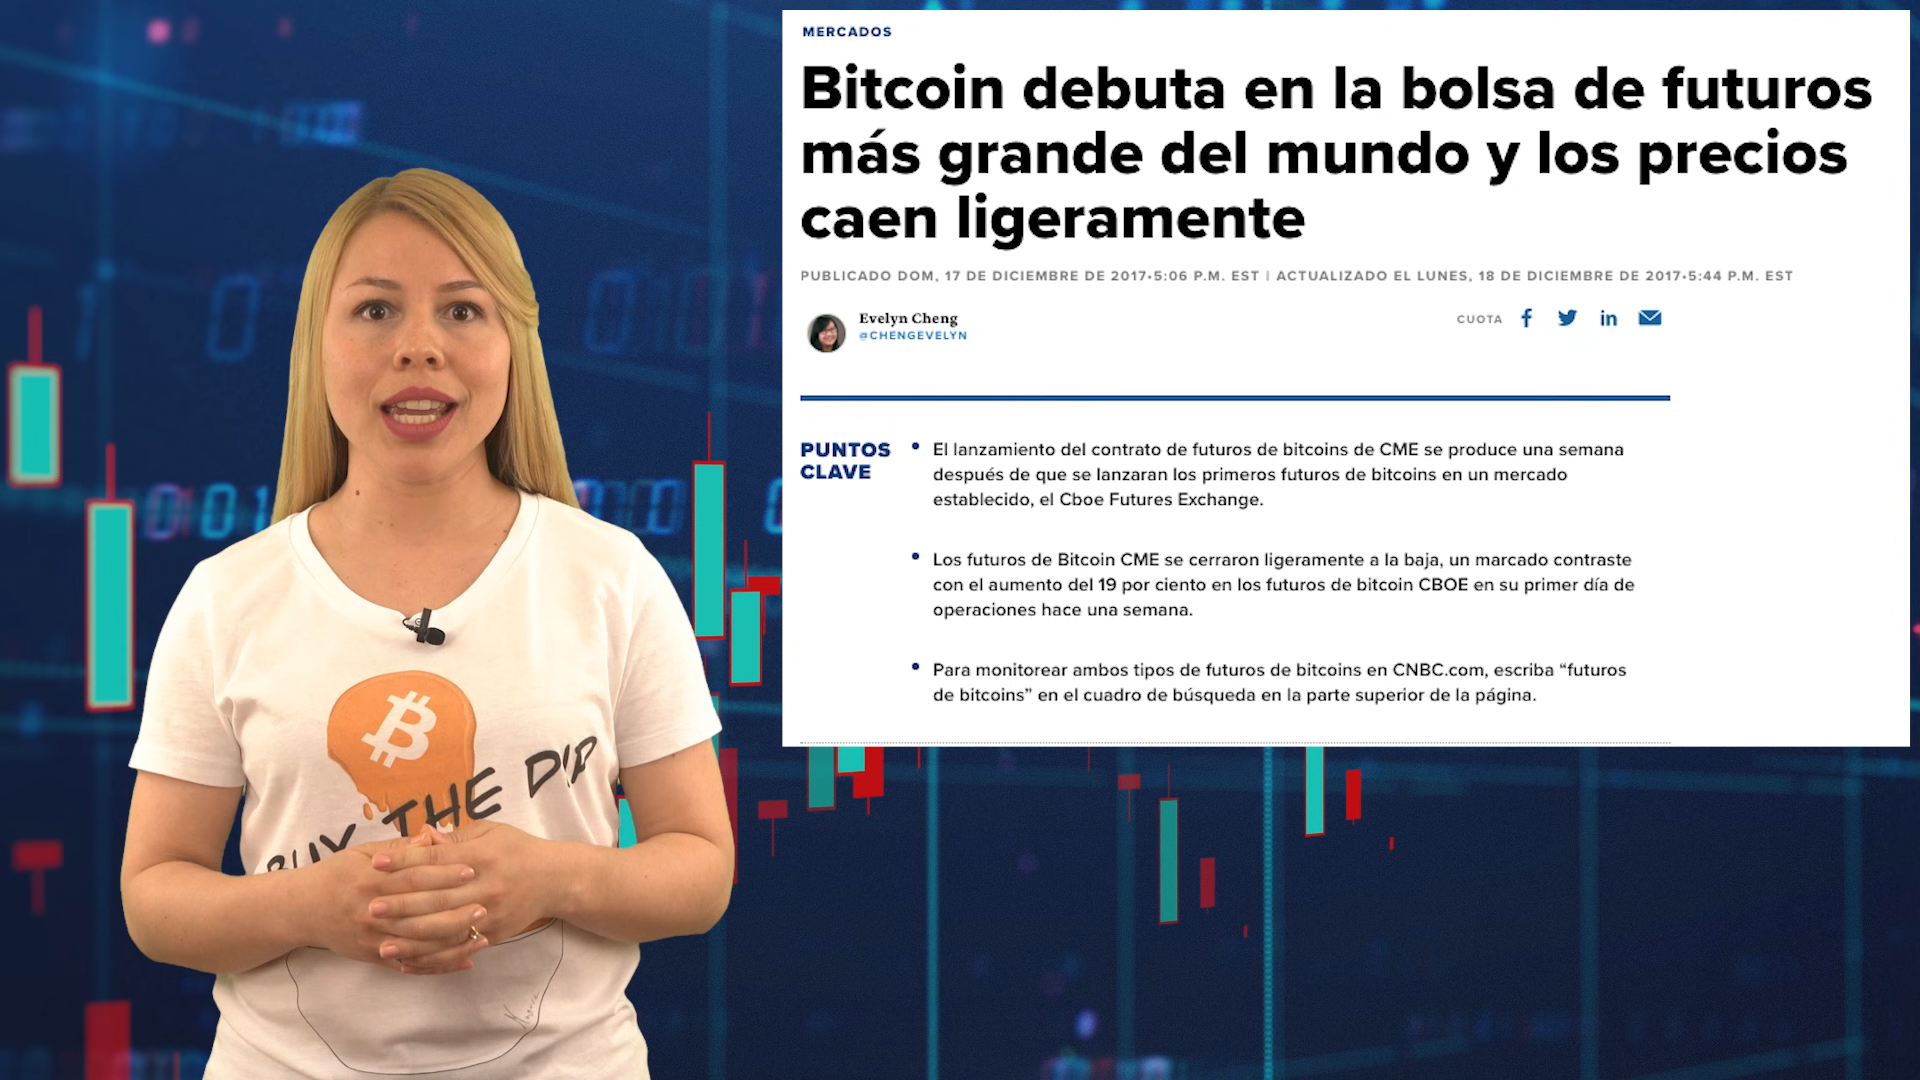 MERCADOS
Bitcoin debuta en la bolsa de futuros
más grande del mundo y los precios
caen ligeramente
PUBLICADO DOM, 17 DE DICIEMBRE DE 2017•5:06 P.M. EST | ACTUALIZADO EL LUNES, 18 DE DICIEMBRE DE 2017•5:44 P.M. EST
Evelyn Cheng
@CHENGEVELYN
CUOTA
PUNTOS
CLAVE
• El lanzamiento del contrato de futuros de bitcoins de CME se produce una semana
después de que se lanzaran los primeros futuros de bitcoins en un mercado
establecido, el Cboe Futures Exchange.
• Los futuros de Bitcoin CME se cerraron ligeramente a la baja, un marcado contraste
con el aumento del 19 por ciento en los futuros de bitcoin CBOE en su primer día de
operaciones hace una semana.
• Para monitorear ambos tipos de futuros de bitcoins en CNBC.com, escriba “futuros
de bitcoins” en el cuadro de búsqueda en la parte superior de la página.
BUY THE DIP